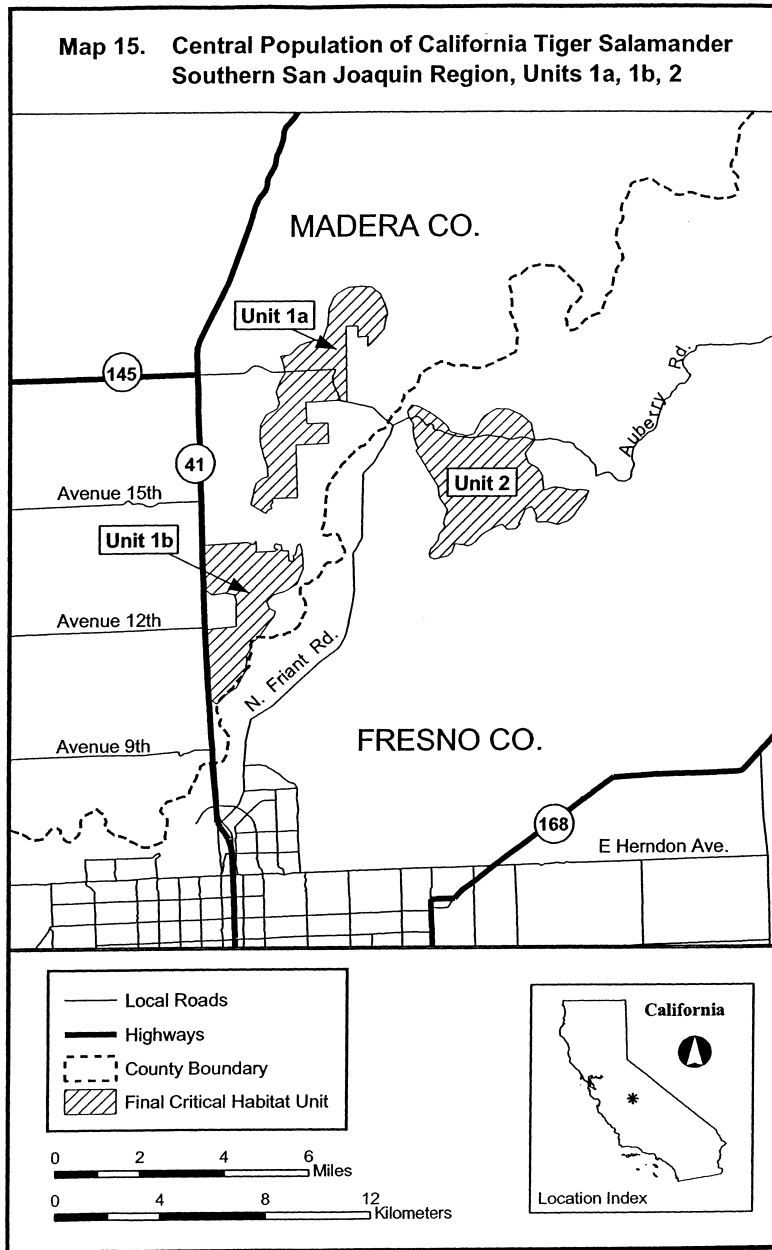 Map 15. Central Population of California Tiger Salamander
Southern San Joaquin Region, Units 1a, 1b, 2
MADERA CO.
Unit 1a
145
Auberry Rd.
41
Unit 2
Avenue 15th
Unit 1b
Avenue 12th
N. Friant Rd.
Avenue 9th
FRESNO CO.
168
E Herndon Ave.
Local Roads
Highways
County Boundary
Final Critical Habitat Unit
0 2 4 6
Miles
0 4 8 12
Kilometers
California
Location Index